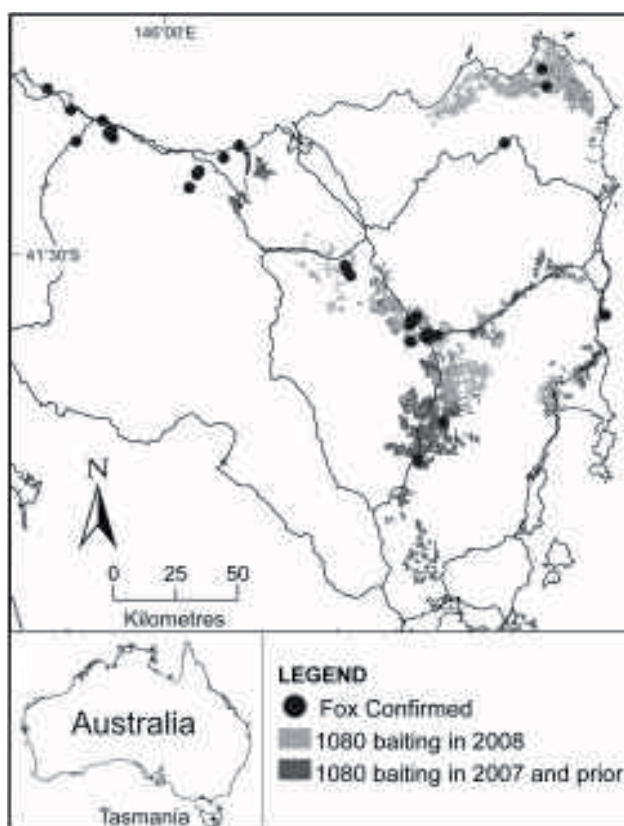 146°00'E
41°30'S
N
0 25 50
Kilometres
Australia
Tasmania
LEGEND
Fox Confirmed
1080 baiting in 2008
1080 baiting in 2007 and prior